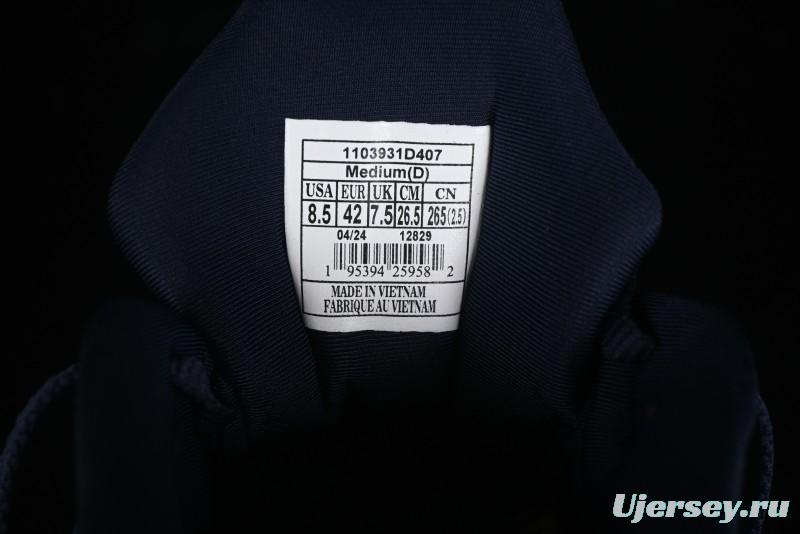 1103931D407
Medium(D)
USA EUR UK CM CN
8.5 42 7.5 26.5 265(2.5)
04/24 12829
1 95394 25958 2
MADE IN VIETNAM
FABRIQUE AU VIETNAM
Ujersey.ru